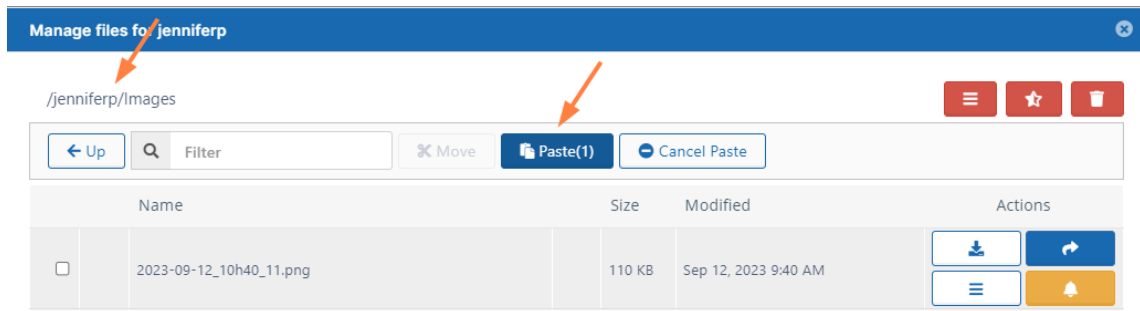 Manage files for jenniferp
/jenniferp/Images
Up Filter Move Paste(1) Cancel Paste
Name Size Modified Actions
2023-09-12_10h40_11.png 110 KB Sep 12, 2023 9:40 AM